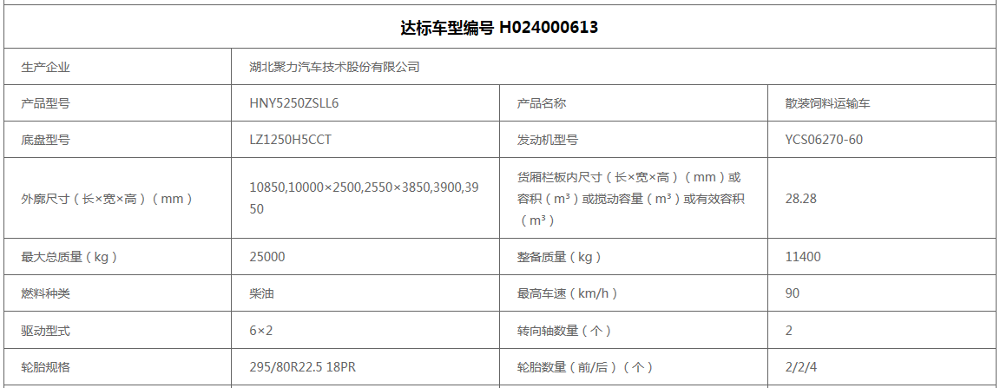 达标车型编号 H024000613
生产企业 湖北聚力汽车技术股份有限公司
产品型号 HNY5250ZSLL6 产品名称 散装饲料运输车
底盘型号 LZ1250H5CCT 发动机型号 YCS06270-60
外廓尺寸（长×宽×高）（mm）
10850,10000×2500,2550×3850,3900,39
50
货厢栏板内尺寸（长×宽×高）（mm）或
容积（m³）或搅动容量（m³）或有效容积
（m³）
28.28
最大总质量（kg） 25000 整备质量（kg） 11400
燃料种类 柴油 最高车速（km/h） 90
驱动型式 6×2 转向轴数量（个） 2
轮胎规格 295/80R22.5 18PR 轮胎数量（前/后）（个） 2/2/4